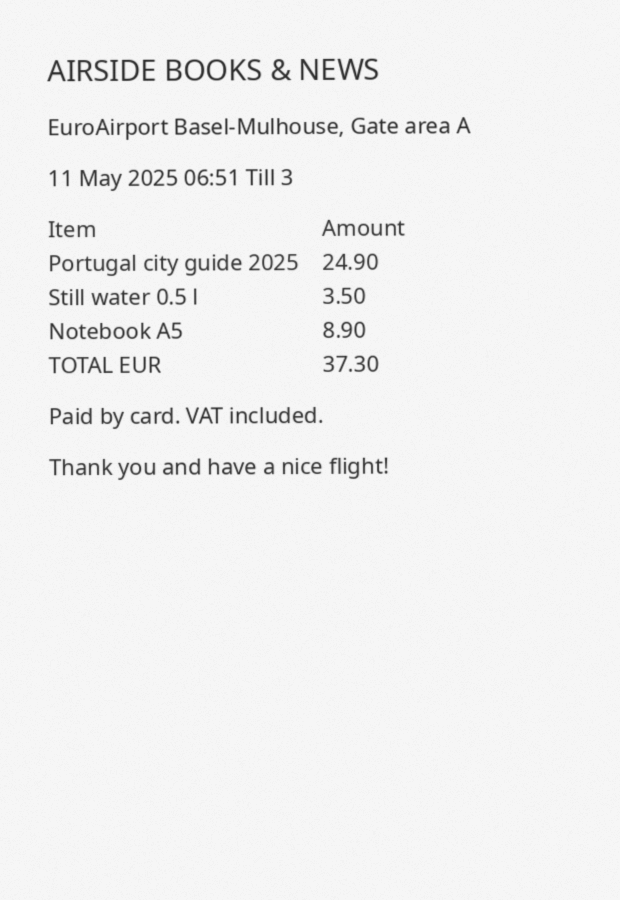 AIRSIDE BOOKS & NEWS
EuroAirport Basel-Mulhouse, Gate area A
11 May 2025 06:51 Till 3
Item Amount
Portugal city guide 2025 24.90
Still water 0.5 l 3.50
Notebook A5 8.90
TOTAL EUR 37.30
Paid by card. VAT included.
Thank you and have a nice flight!